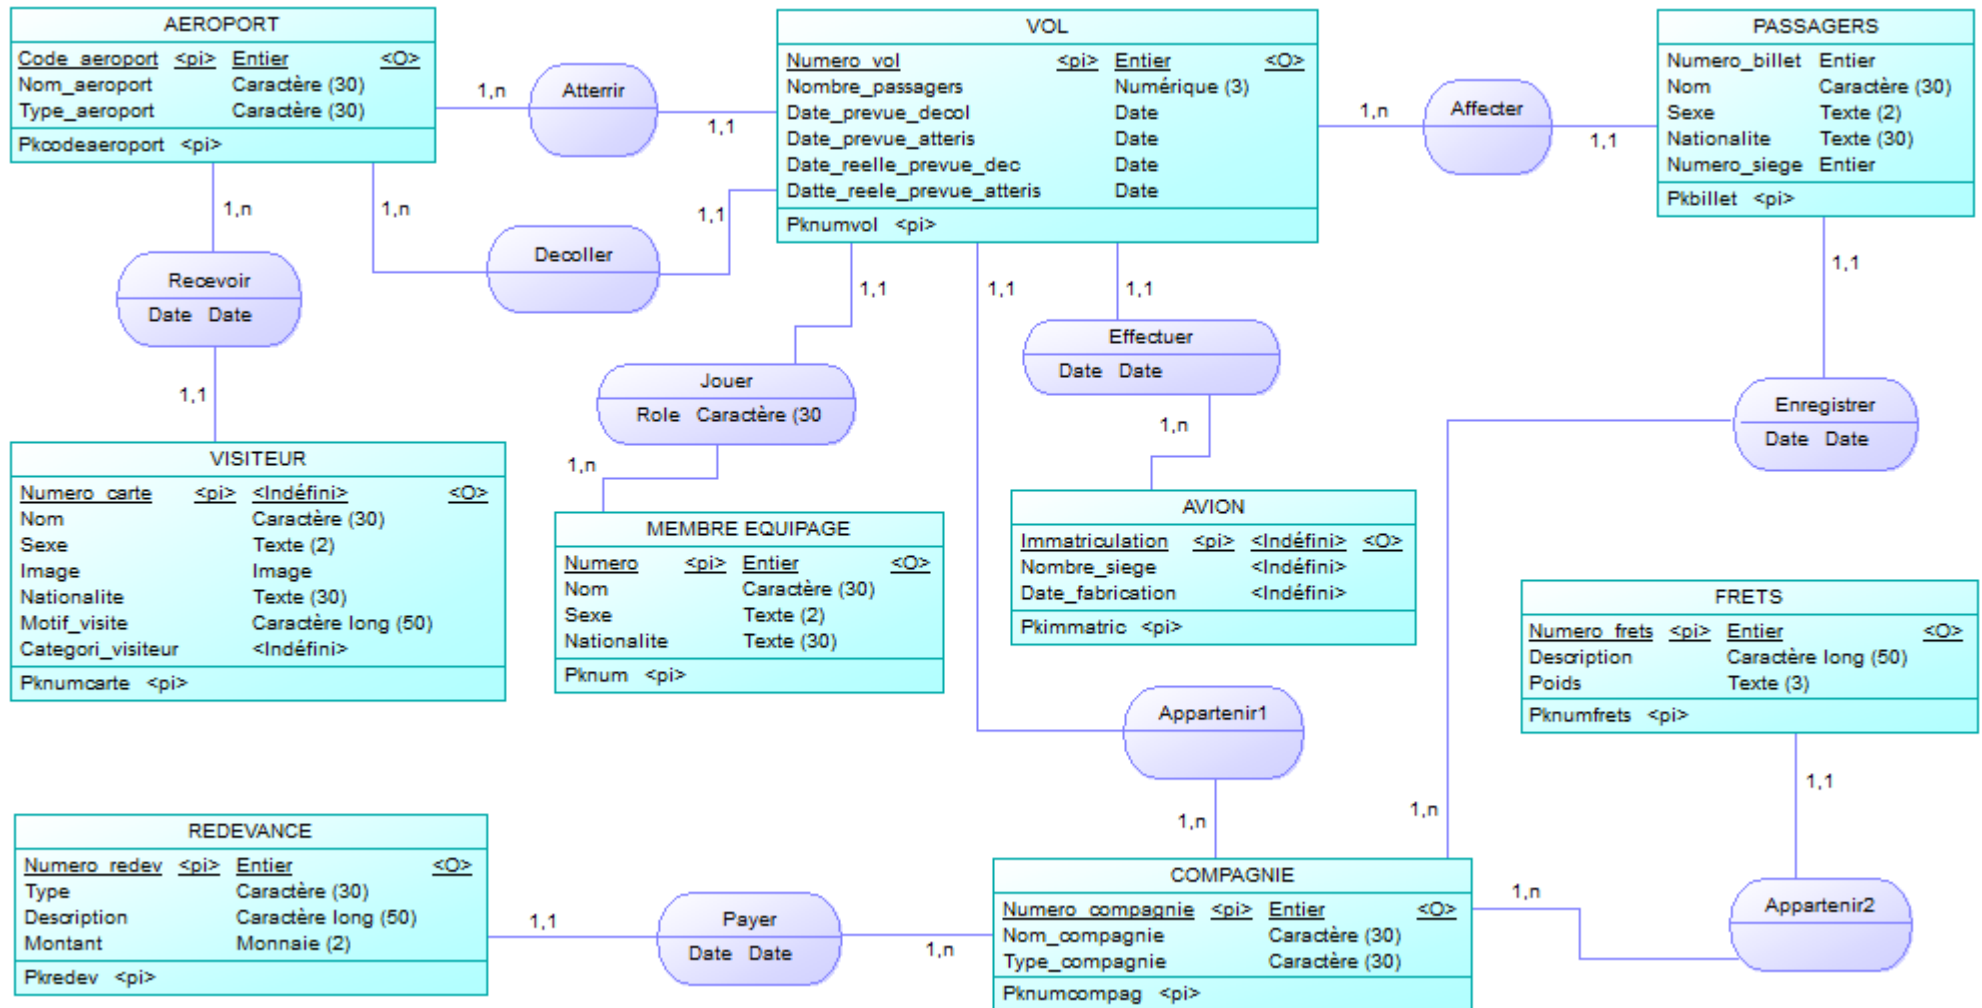 AEROPORT
Code_aeroport <pi> Entier <O>
Nom_aeroport Caractère (30)
Type_aeroport Caractère (30)
Pkcodeaeroport <pi>
1,n
Atterrir
1,1
VOL
Numero_vol <pi> Entier <O>
Nombre_passagers Numérique (3)
Date_prevue_decol Date
Date_prevue_atteris Date
Date_reelle_prevue_dec Date
Datte_reele_prevue_atteris Date
Pknumvol <pi>
1,n
Affecter
1,1
PASSAGERS
Numero_billet Entier
Nom Caractère (30)
Sexe Texte (2)
Nationalite Texte (30)
Numero_siege Entier
Pkbillet <pi>
1,n
1,n
1,1
Decoller
Recevoir
Date Date
1,1
1,1
1,1
1,1
Effectuer
Date Date
1,n
Jouer
Role Caractère (30
1,n
1,1
Enregistrer
Date Date
VISITEUR
Numero_carte <pi> <Indéfini> <O>
Nom Caractère (30)
Sexe Texte (2)
Image Image
Nationalite Texte (30)
Motif_visite Caractère long (50)
Categori_visiteur <Indéfini>
Pknumcarte <pi>
MEMBRE EQUIPAGE
Numero <pi> Entier <O>
Nom Caractère (30)
Sexe Texte (2)
Nationalite Texte (30)
Pknum <pi>
AVION
Immatriculation <pi> <Indéfini> <O>
Nombre_siege <Indéfini>
Date_fabrication <Indéfini>
Pkimmatric <pi>
FRETS
Numero_frets <pi> Entier <O>
Description Caractère long (50)
Poids Texte (3)
Pknumfrets <pi>
Appartenir1
1,n
1,n
1,1
REDEVANCE
Numero_redev <pi> Entier <O>
Type Caractère (30)
Description Caractère long (50)
Montant Monnaie (2)
Pkredev <pi>
1,1
Payer
Date Date
1,n
COMPAGNIE
Numero_compagnie <pi> Entier <O>
Nom_compagnie Caractère (30)
Type_compagnie Caractère (30)
Pknumcompag <pi>
1,n
Appartenir2